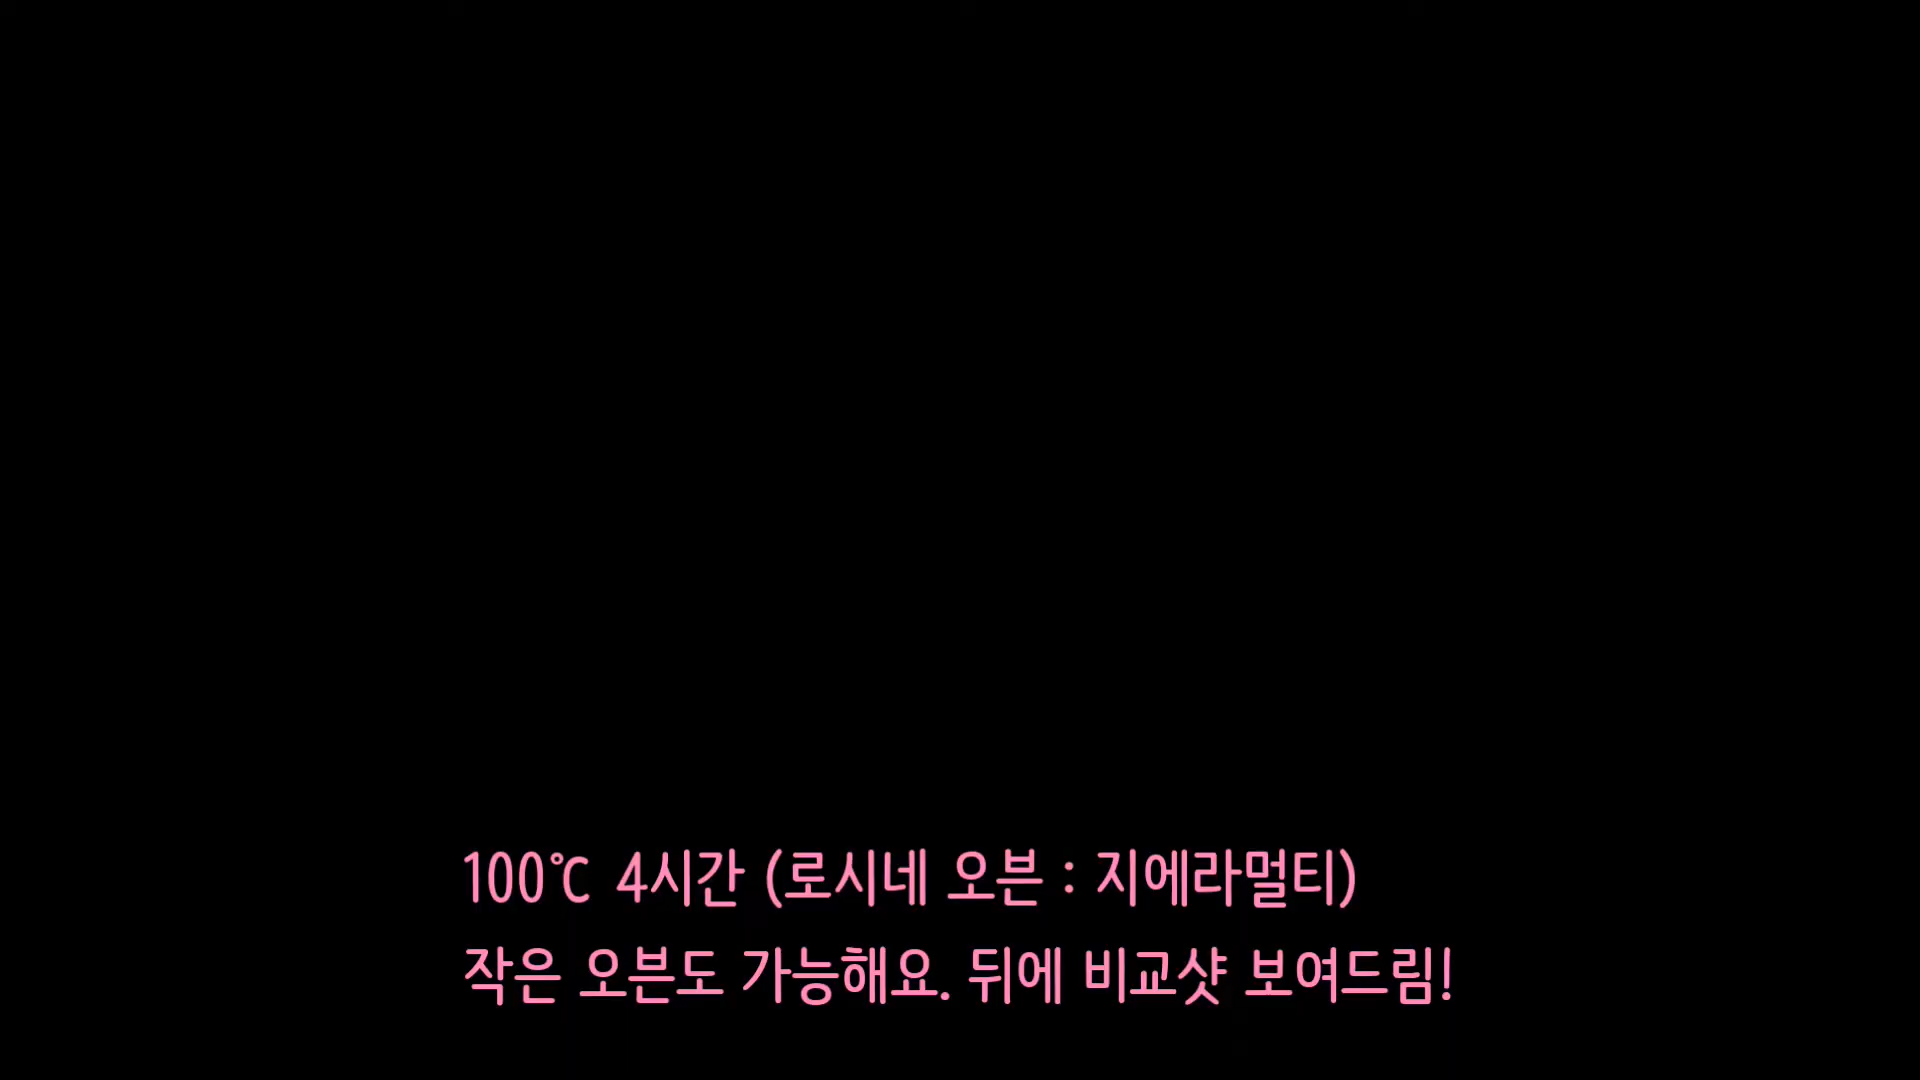 100℃ 4시간 (로시네 오븐 : 지에라멀티)
작은 오븐도 가능해요. 뒤에 비교샷 보여드림!